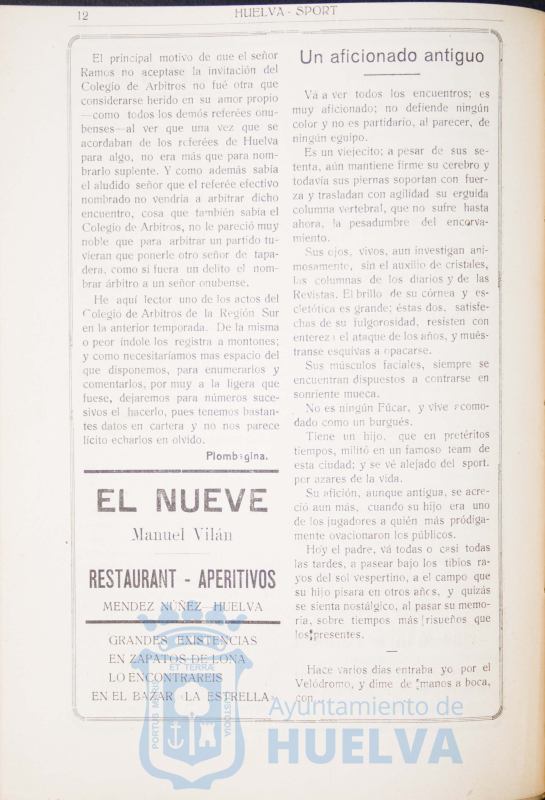 12
HUELVA - SPORT
El principal motivo de que el señor
Ramos no aceptase la invitación del
Colegio de Arbitros no fué otra que
considerarse herido en su amor propio
—como todos los demós referées onu-
benses—al ver que una vez que se
acordaban de los referées de Huelva
para algo, no era más que para nom-
brarlo suplente. Y como además sabía
el aludido señor que el referée efectivo
nombrado no vendría a arbitrar dicho
encuentro, cosa que también sabía el
Colegio de Arbitros, no le pareció muy
noble que para arbitrar un partido tu-
vieran que ponerle otro señor de tapa-
dera, como si fuera un delito el nom-
brar árbitro a un señor onubense.
He aquí lector uno de los actos del
Colegio de Arbitros de la Región Sur
en la anterior temporada. De la misma
o peor índole los registra a montones;
y como necesitaríamos mas espacio del
que disponemos, para enumerarlos y
comentarlos, por muy a la ligera que
fuese, dejaremos para números suce-
sivos el hacerlo, pues tenemos bastan-
tes datos en cartera y no nos parece
lícito echarlos en olvido.
Plombagina.
EL NUEVE
Manuel Vilán
RESTAURANT - APERITIVOS
MENDEZ NÚÑEZ—HUELVA
GRANDES EXISTENCIAS
EN ZAPATOS DE LONA
LO ENCONTRAREIS
EN EL BAZAR «LA ESTRELLA»
Un aficionado antiguo
Vá a ver todos los encuentros; es
muy aficionado; no defiende ningún
color y no es partidario, al parecer, de
ningún equipo.
Es un viejecito; a pesar de sus se-
tenta, aún mantiene firme su cerebro y
todavía sus piernas soportan con fuer-
za y trasladan con agilidad su erguida
columna vertebral, que no sufre hasta
ahora, la pesadumbre del encorva-
miento.
Sus ojos, vivos, aun investigan ani-
mosamente, sin el auxilio de cristales,
las columnas de los diarios y de las
Revistas. El brillo de su córnea y es-
cletótica es grande; éstas dos, satisfe-
chas de su fulgorosidad, resisten con
entereza el ataque de los años, y mués-
transe esquivas a opacarse.
Sus músculos faciales, siempre se
encuentran dispuestos a contrarse en
sonriente mueca.
No es ningún Fúcar, y vive acomo-
dado como un burgués.
Tiene un hijo, que en pretéritos
tiempos, militó en un famoso team de
esta ciudad; y se vé alejado del sport.
por azares de la vida.
Su afición, aunque antigua, se acre-
ció aun más, cuando su hijo era uno
de los jugadores a quién más pródiga-
mente ovacionaron los públicos.
Hoy el padre, vá todas o casi todas
las tardes, a pasear bajo los tibios ra-
yos del sol vespertino, a el campo que
su hijo pisara en otros años, y quizás
se sienta nostálgico, al pasar su memo-
ria, sobre tiempos más risueños que
los presentes.
Hace varios días entraba yo por el
Velódromo, y dime de manos a boca,
con
PORTUS MARIS ET TERRÆ CUSTODIA
Ayuntamiento de
HUELVA